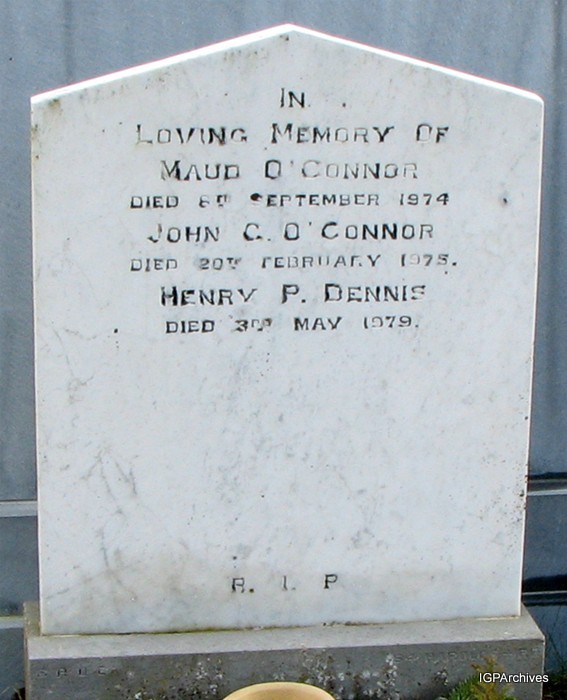 IN
LOVING MEMORY OF
MAUD O'CONNOR
DIED SEPTEMBER 1974
JOHN C. O'CONNOR
DIED 20TH FEBRUARY 1975.
HENRY P. DENNIS
DIED 3RD MAY 1979.
R. I. P
IGPArchives